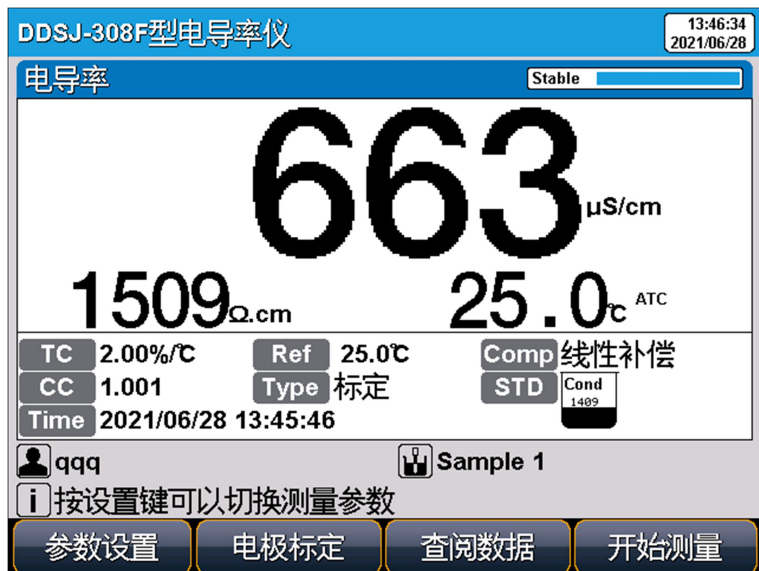 DDSJ-308F型电导率仪
13:46:34
2021/06/28
电导率
Stable
663 μS/cm
1509 Ω.cm
25.0 ℃ ATC
TC 2.00%/℃ Ref 25.0℃ Comp 线性补偿
CC 1.001 Type 标定 STD Cond
1409
Time 2021/06/28 13:45:46
qqq Sample 1
i 按设置键可以切换测量参数
参数设置 电极标定 查阅数据 开始测量